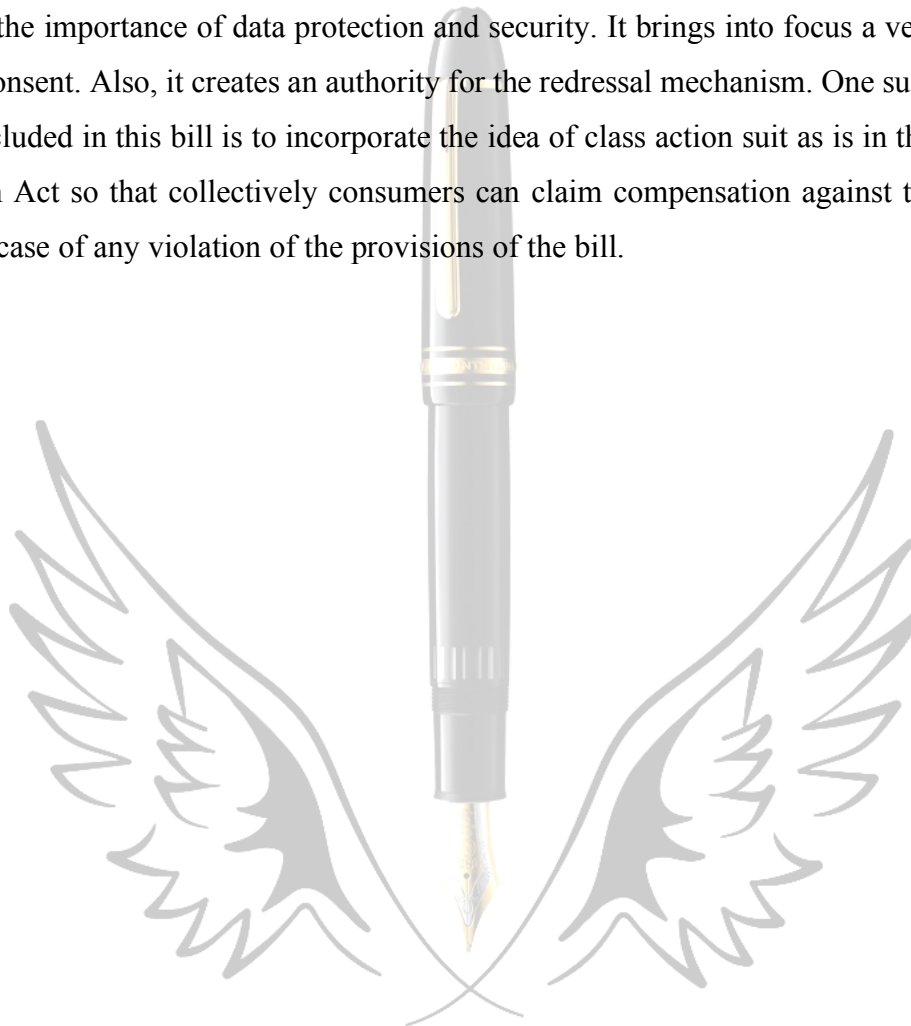 the importance of data protection and security. It brings into focus a ve
onsent. Also, it creates an authority for the redressal mechanism. One su
cluded in this bill is to incorporate the idea of class action suit as is in th
n Act so that collectively consumers can claim compensation against t
case of any violation of the provisions of the bill.